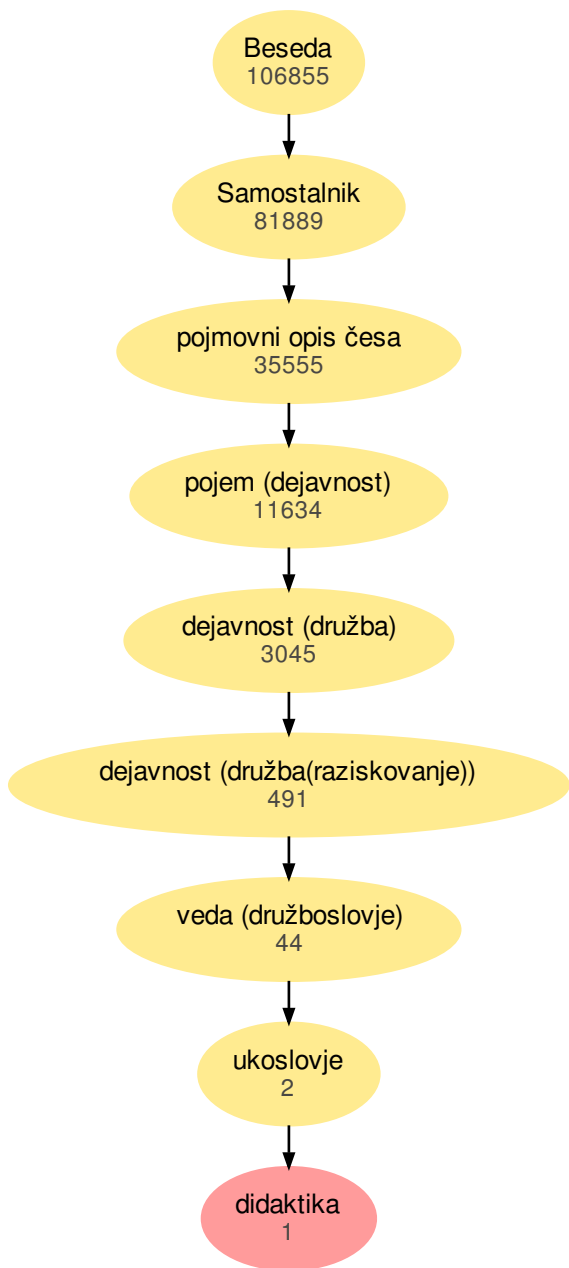 Beseda
106855
Samostalnik
81889
pojmovni opis česa
35555
pojem (dejavnost)
11634
dejavnost (družba)
3045
dejavnost (družba(raziskovanje))
491
veda (družboslovje)
44
ukoslovje
2
didaktika
1